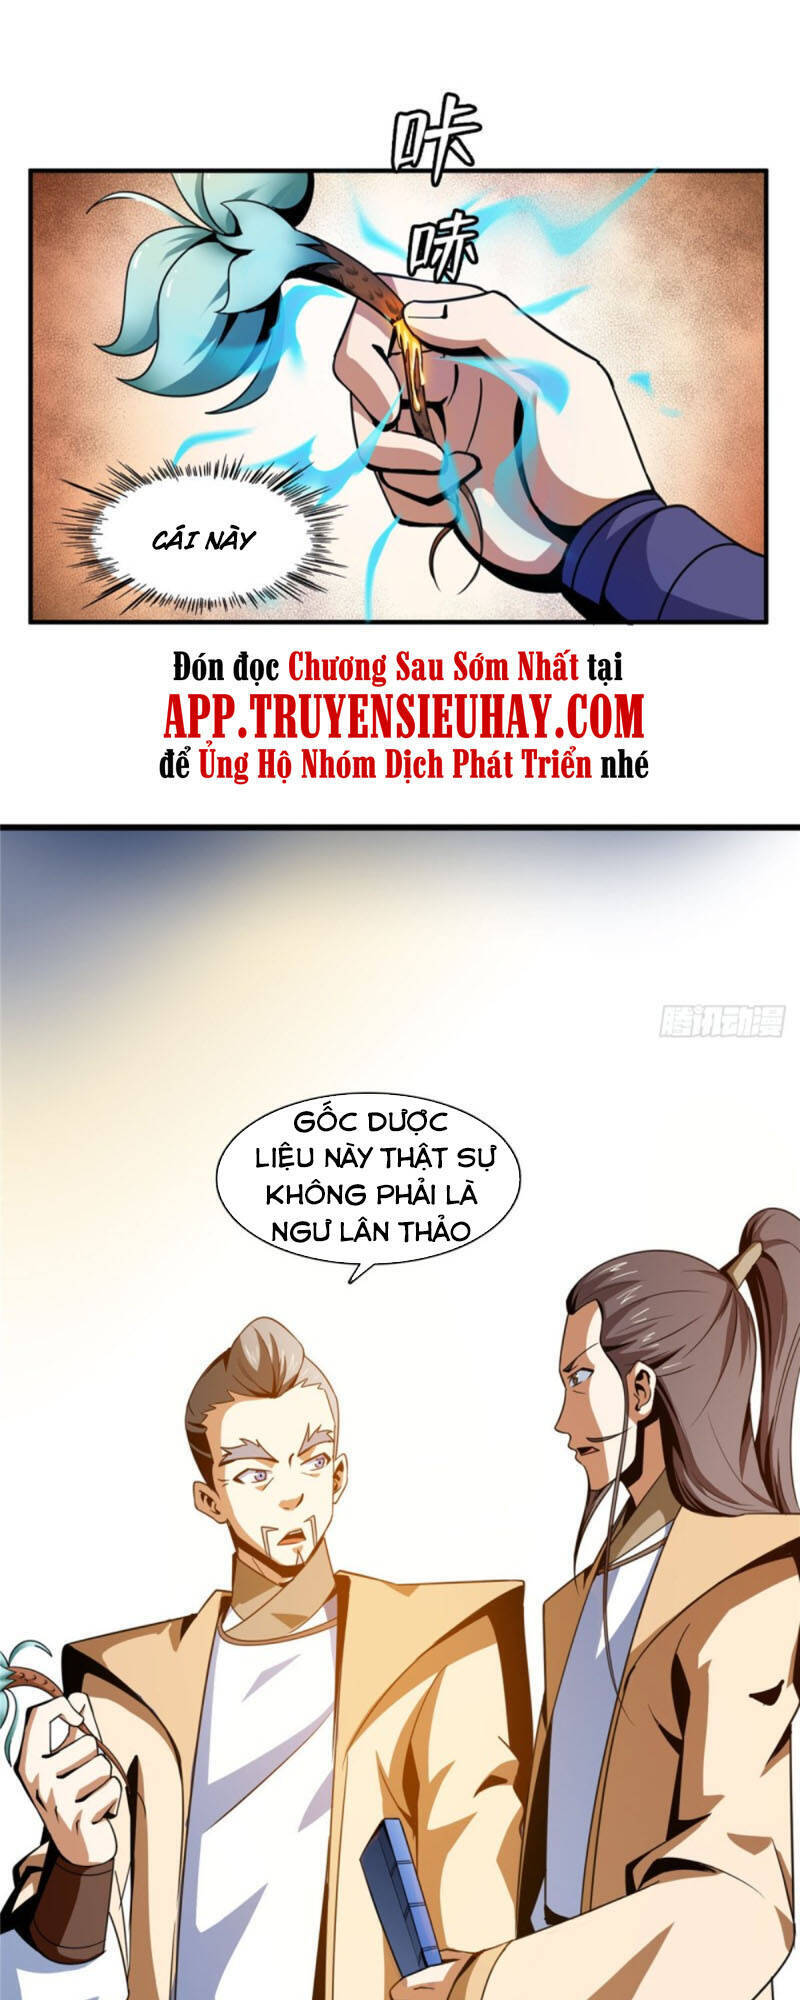 咔
哧
CÁI NÀY
Đón đọc Chương Sau Sớm Nhất tại
APP.TRUYENSIEUHAY.COM
để Ủng Hộ Nhóm Dịch Phát Triển nhé
腾讯动漫
GỐC DƯỢC
LIỆU NÀY THẬT SỰ
KHÔNG PHẢI LÀ
NGƯ LÂN THẢO